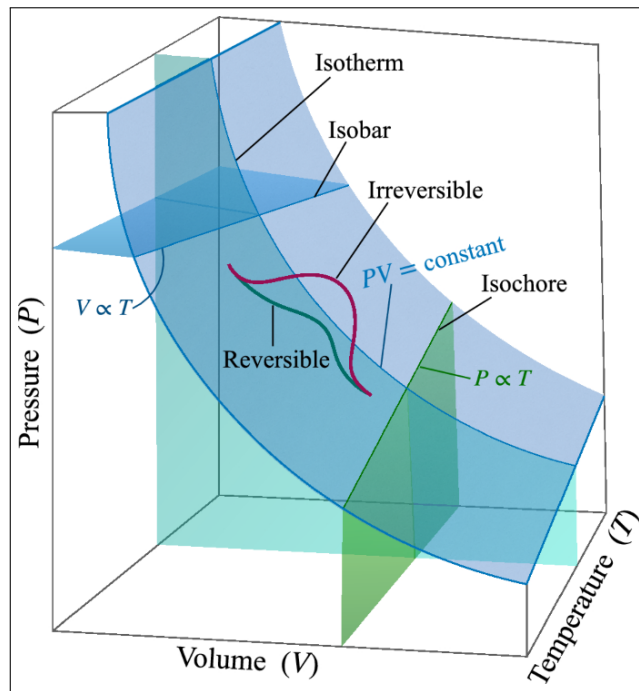 Isotherm
Isobar
Irreversible
PV = constant
Isochore
V ∝ T
Reversible
P ∝ T
Pressure (P)
Volume (V)
Temperature (T)